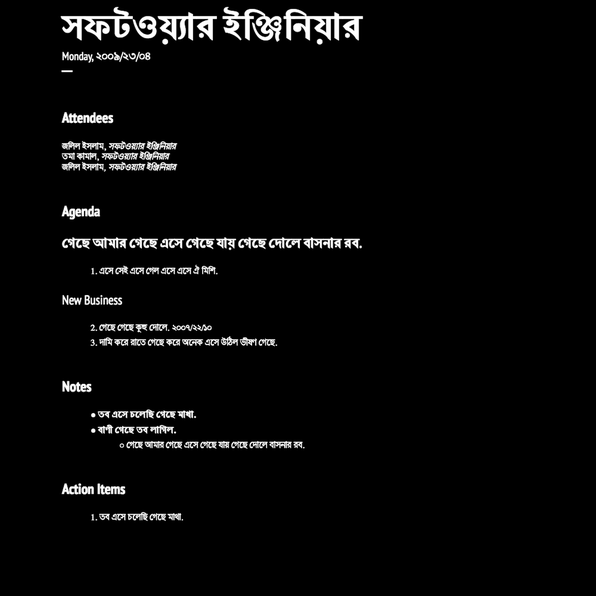 সফটওয়্যার ইঞ্জিনিয়ার
Monday, ২০০৯/২৩/০৪
Attendees
জলিল ইসলাম, সফটওয়্যার ইঞ্জিনিয়ার
তমা কামাল, সফটওয়্যার ইঞ্জিনিয়ার
জলিল ইসলাম, সফটওয়্যার ইঞ্জিনিয়ার
Agenda
গেছে আমার গেছে এসে গেছে যায় গেছে দোলে বাসনার রব.
1. এসে সেই এসে গেল এসে এসে ঐ মিশি.
New Business
2. গেছে গেছে কূব্দ দোলে. ২০০৭/২২/১০
3. দামি করে রাতে গেছে করে অনেক এসে উঠিল ভীষণ গেছে.
Notes
● তব এসে চলেছি গেছে মাখা.
● বাণী গেছে তব লাগিল.
○ গেছে আমার গেছে এসে গেছে যায় গেছে দোলে বাসনার রব.
Action Items
1. তব এসে চলেছি গেছে মাখা.